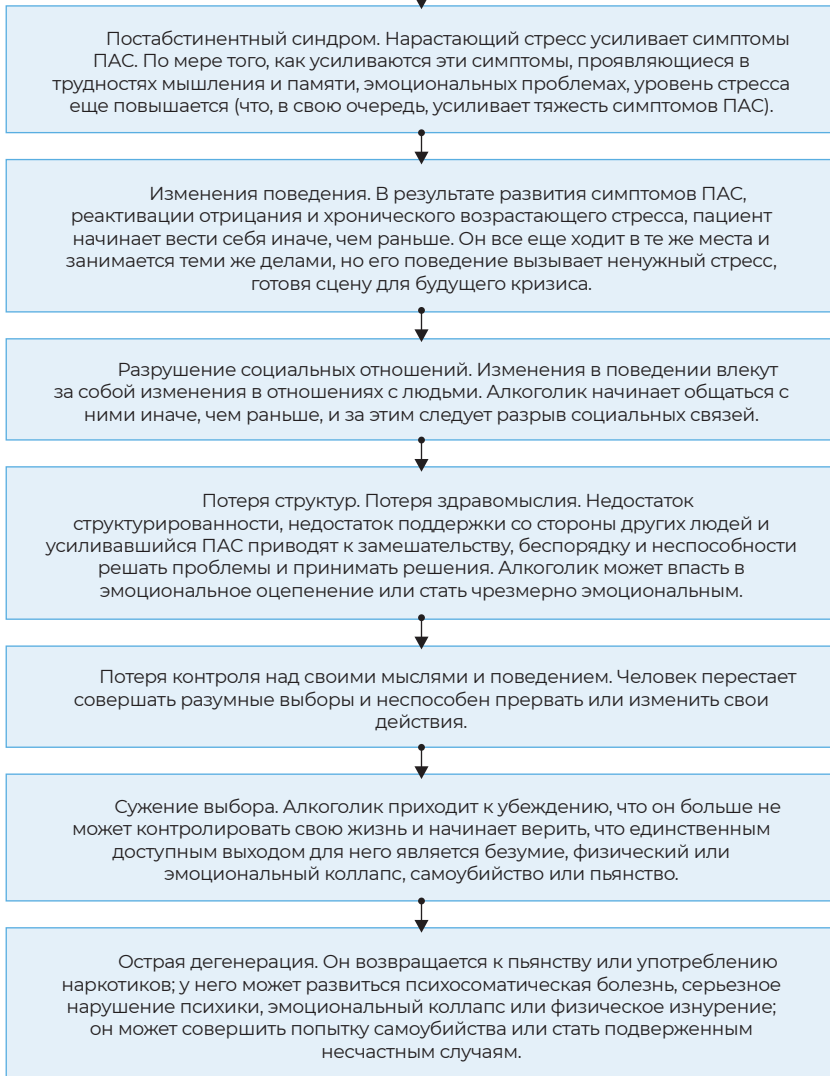 Постабстинентный синдром. Нарастающий стресс усиливает симптомы
ПАС. По мере того, как усиливаются эти симптомы, проявляющиеся в
трудностях мышления и памяти, эмоциональных проблемах, уровень стресса
еще повышается (что, в свою очередь, усиливает тяжесть симптомов ПАС).
Изменения поведения. В результате развития симптомов ПАС,
реактивации отрицания и хронического возрастающего стресса, пациент
начинает вести себя иначе, чем раньше. Он все еще ходит в те же места и
занимается теми же делами, но его поведение вызывает ненужный стресс,
готовя сцену для будущего кризиса.
Разрушение социальных отношений. Изменения в поведении влекут
за собой изменения в отношениях с людьми. Алкоголик начинает общаться с
ними иначе, чем раньше, и за этим следует разрыв социальных связей.
Потеря структур. Потеря здравомыслия. Недостаток
структурированности, недостаток поддержки со стороны других людей и
усиливавшийся ПАС приводят к замешательству, беспорядку и неспособности
решать проблемы и принимать решения. Алкоголик может впасть в
эмоциональное оцепенение или стать чрезмерно эмоциональным.
Потеря контроля над своими мыслями и поведением. Человек перестает
совершать разумные выборы и неспособен прервать или изменить свои
действия.
Сужение выбора. Алкоголик приходит к убеждению, что он больше не
может контролировать свою жизнь и начинает верить, что единственным
доступным выходом для него является безумие, физический или
эмоциональный коллапс, самоубийство или пьянство.
Острая дегенерация. Он возвращается к пьянству или употреблению
наркотиков; у него может развиться психосоматическая болезнь, серьезное
нарушение психики, эмоциональный коллапс или физическое изнурение;
он может совершить попытку самоубийства или стать подверженным
несчастным случаям.